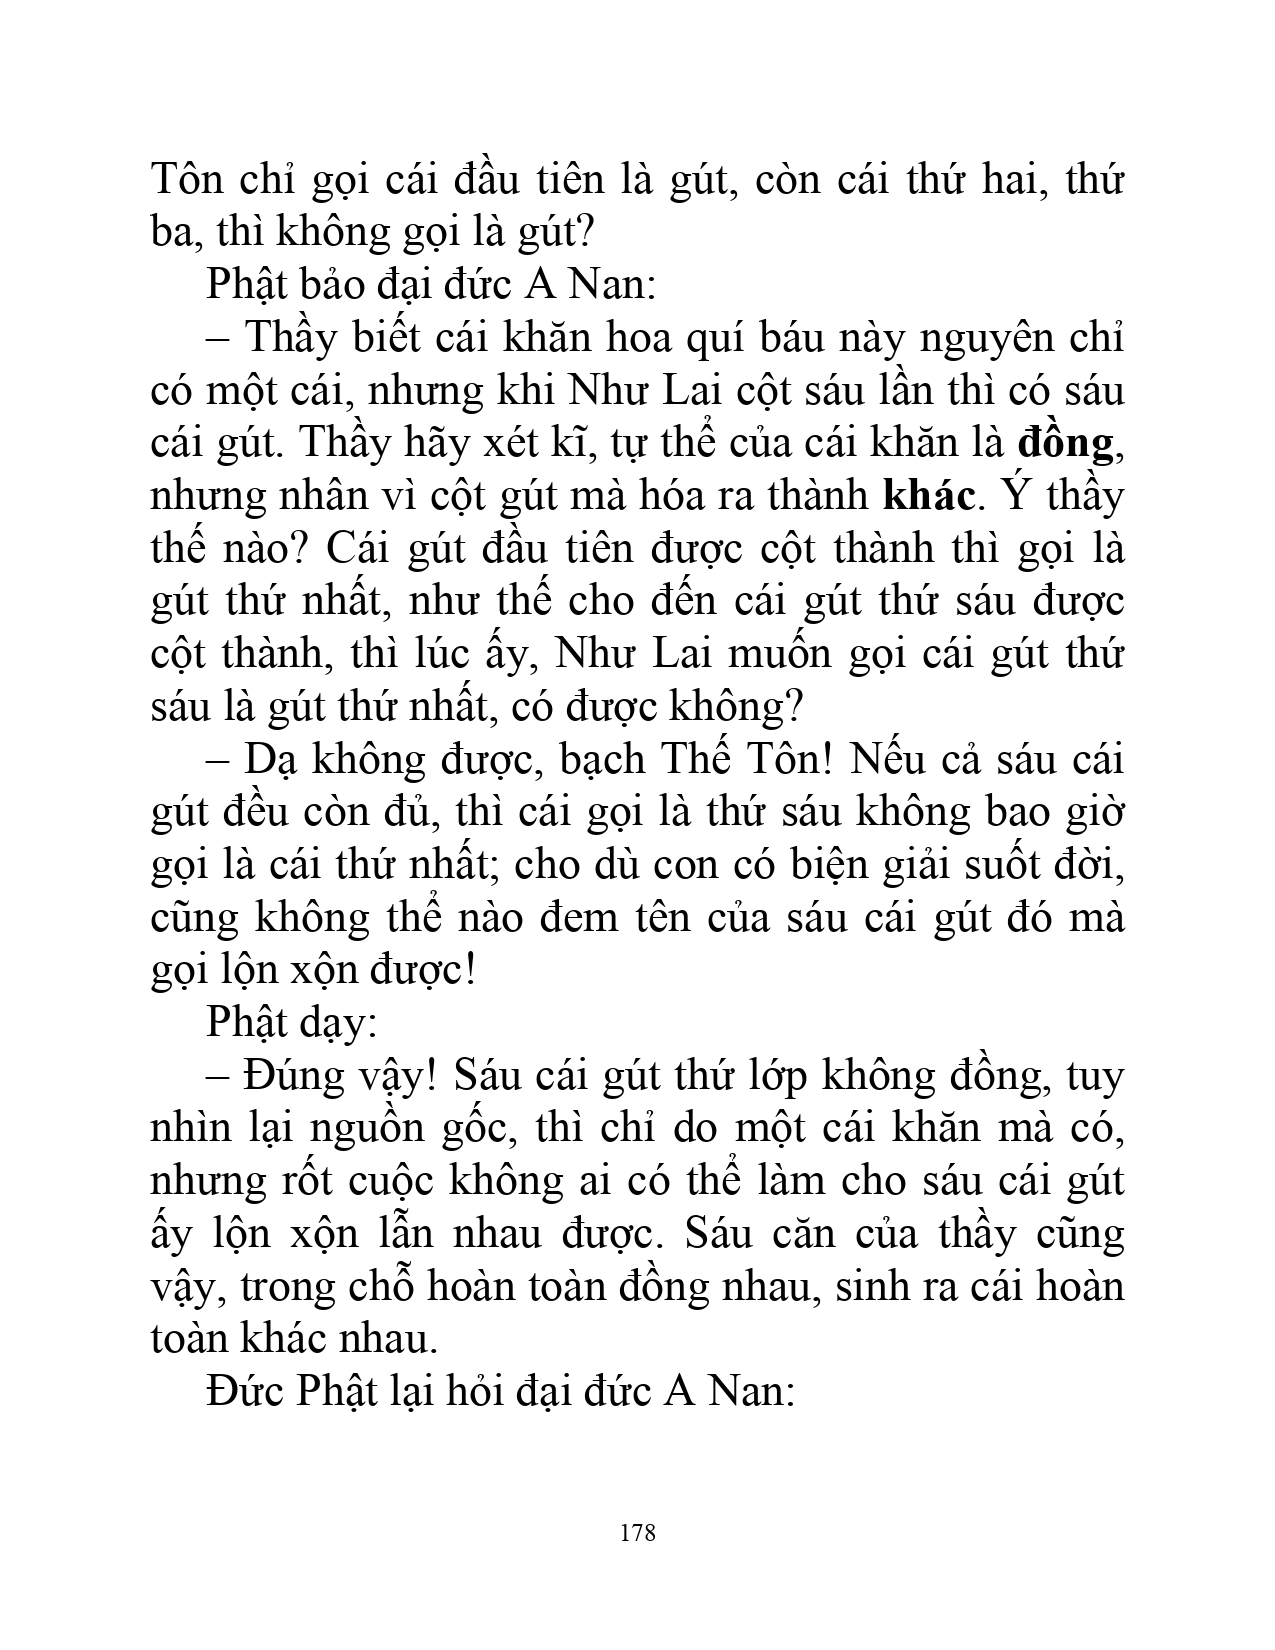 Tôn chỉ gọi cái đầu tiên là gút, còn cái thứ hai, thứ
ba, thì không gọi là gút?
Phật bảo đại đức A Nan:
– Thầy biết cái khăn hoa quí báu này nguyên chỉ
có một cái, nhưng khi Như Lai cột sáu lần thì có sáu
cái gút. Thầy hãy xét kĩ, tự thể của cái khăn là đồng,
nhưng nhân vì cột gút mà hóa ra thành khác. Ý thầy
thế nào? Cái gút đầu tiên được cột thành thì gọi là
gút thứ nhất, như thế cho đến cái gút thứ sáu được
cột thành, thì lúc ấy, Như Lai muốn gọi cái gút thứ
sáu là gút thứ nhất, có được không?
– Dạ không được, bạch Thế Tôn! Nếu cả sáu cái
gút đều còn đủ, thì cái gọi là thứ sáu không bao giờ
gọi là cái thứ nhất; cho dù con có biện giải suốt đời,
cũng không thể nào đem tên của sáu cái gút đó mà
gọi lộn xộn được!
Phật dạy:
– Đúng vậy! Sáu cái gút thứ lớp không đồng, tuy
nhìn lại nguồn gốc, thì chỉ do một cái khăn mà có,
nhưng rốt cuộc không ai có thể làm cho sáu cái gút
ấy lộn xộn lẫn nhau được. Sáu căn của thầy cũng
vậy, trong chỗ hoàn toàn đồng nhau, sinh ra cái hoàn
toàn khác nhau.
Đức Phật lại hỏi đại đức A Nan:
178